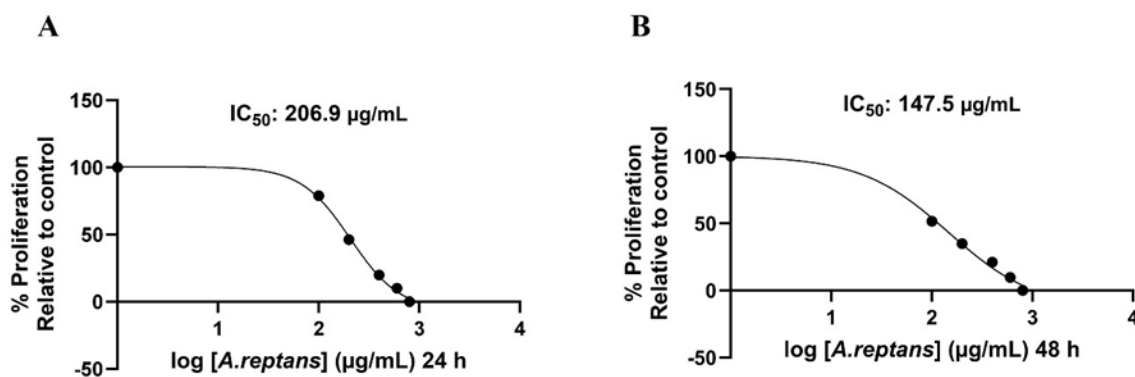 A
IC50: 206.9 µg/mL
% Proliferation
Relative to control
150
100
50
0
-50
1
2
3
4
log [A.reptans] (µg/mL) 24 h
B
IC50: 147.5 µg/mL
% Proliferation
Relative to control
150
100
50
0
-50
1
2
3
4
log [A.reptans] (µg/mL) 48 h